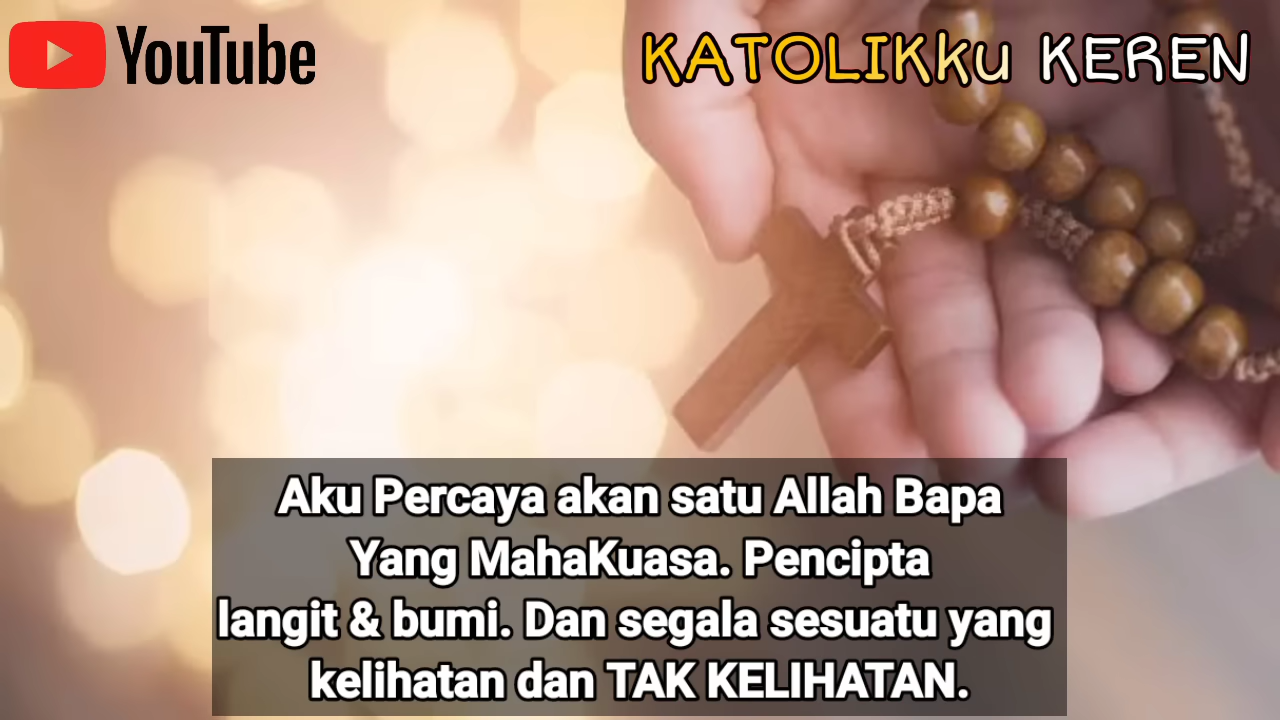 YouTube
KATOLIKku KEREN
Aku Percaya akan satu Allah Bapa
Yang MahaKuasa. Pencipta
langit & bumi. Dan segala sesuatu yang
kelihatan dan TAK KELIHATAN.